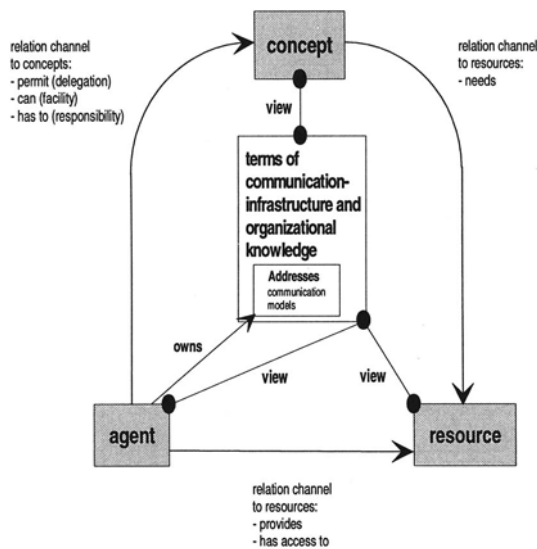 relation channel
to concepts:
- permit (delegation)
- can (facility)
- has to (responsibility)
concept
relation channel
to resources:
- needs
view
terms of
communication-
infrastructure and
organizational
knowledge
Addresses
communication
models
owns
view
view
agent
resource
relation channel
to resources:
- provides
- has access to